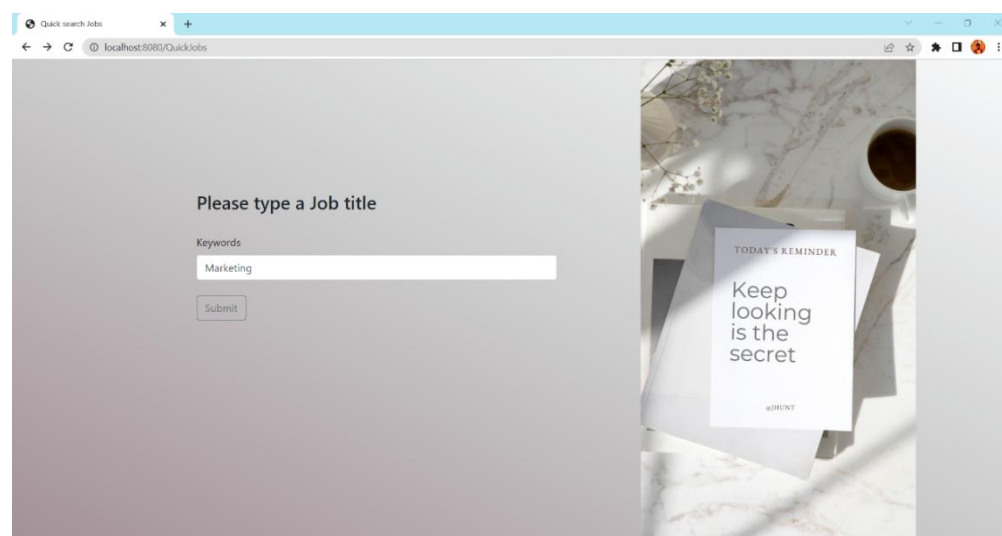 Quick search Jobs
localhost:8080/QuickJobs
Please type a Job title
Keywords
Marketing
Submit
TODAY'S REMINDER
Keep
looking
is the
secret
@JHUNT